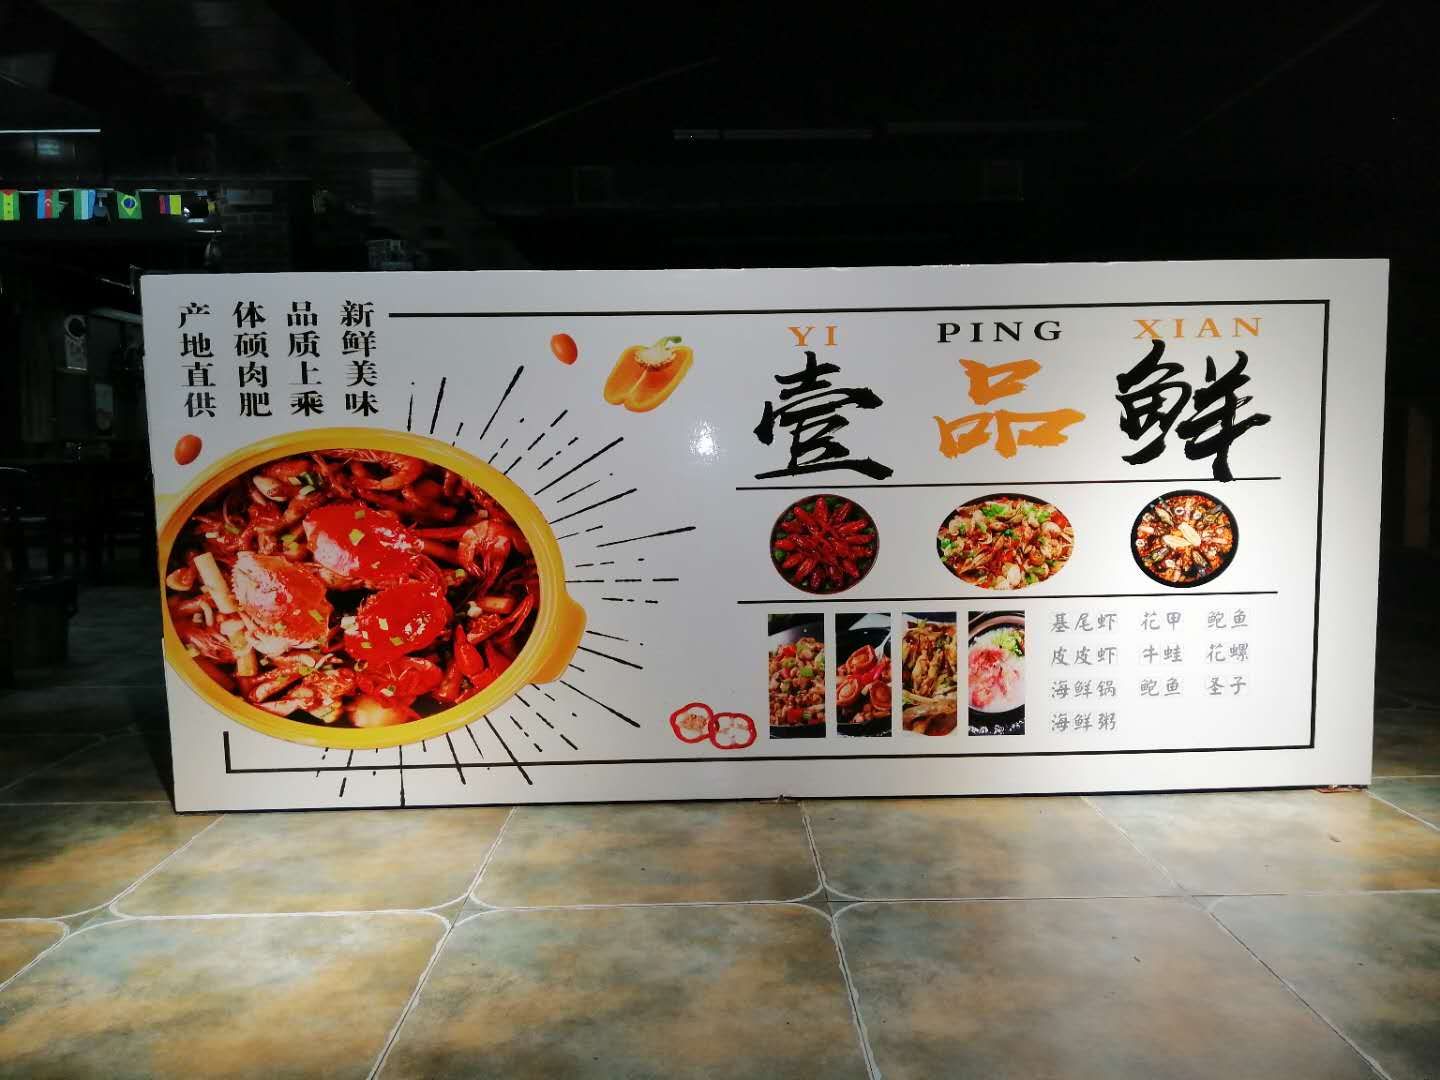 新鲜美味
品质上乘
体硕肉肥
产地直供
YI PING XIAN
壹品鲜
基尾虾 花甲 鲍鱼
皮皮虾 牛蛙 花螺
海鲜锅 鲍鱼 圣子
海鲜粥